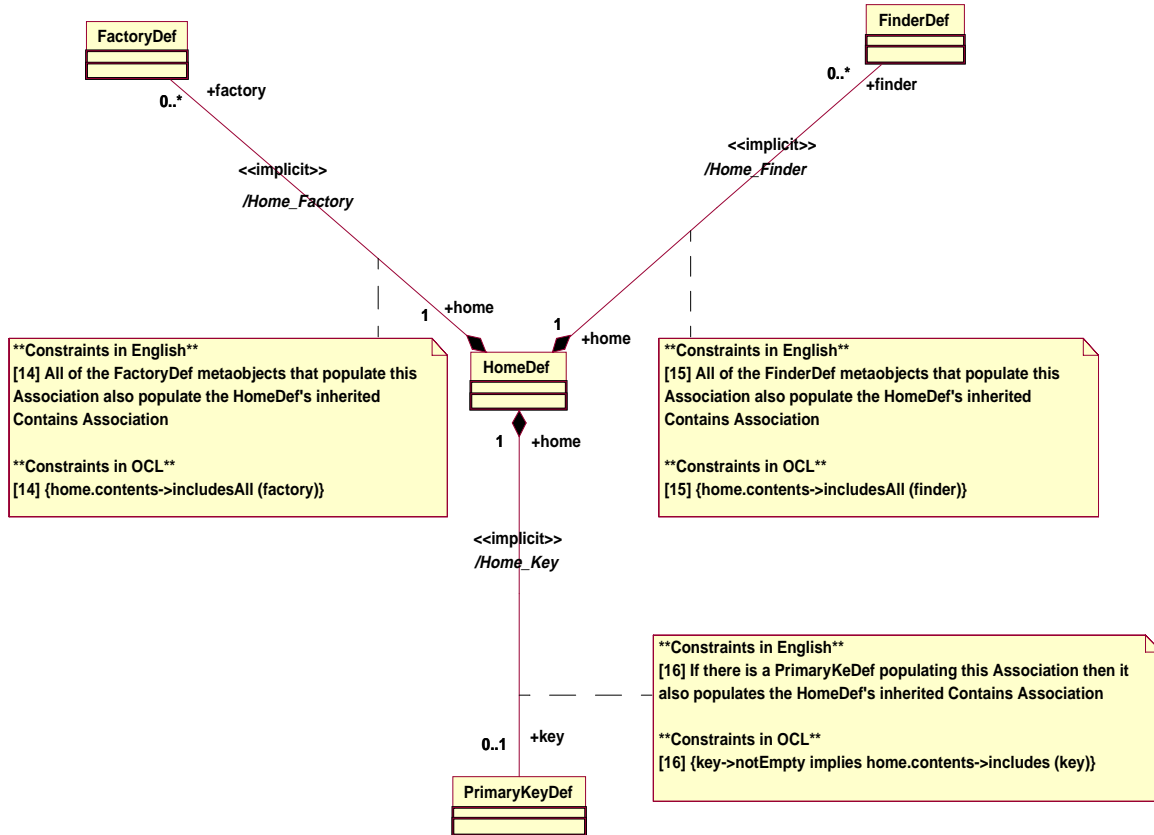 FactoryDef
FinderDef
0..*
+factory
0..*
+finder
<<implicit>>
/Home_Factory
<<implicit>>
/Home_Finder
1
+home
1
+home
**Constraints in English**
[14] All of the FactoryDef metaobjects that populate this
Association also populate the HomeDef's inherited
Contains Association
**Constraints in OCL**
[14] {home.contents->includesAll (factory)}
HomeDef
**Constraints in English**
[15] All of the FinderDef metaobjects that populate this
Association also populate the HomeDef's inherited
Contains Association
**Constraints in OCL**
[15] {home.contents->includesAll (finder)}
1
+home
<<implicit>>
/Home_Key
**Constraints in English**
[16] If there is a PrimaryKeDef populating this Association then it
also populates the HomeDef's inherited Contains Association
**Constraints in OCL**
[16] {key->notEmpty implies home.contents->includes (key)}
0..1
+key
PrimaryKeyDef